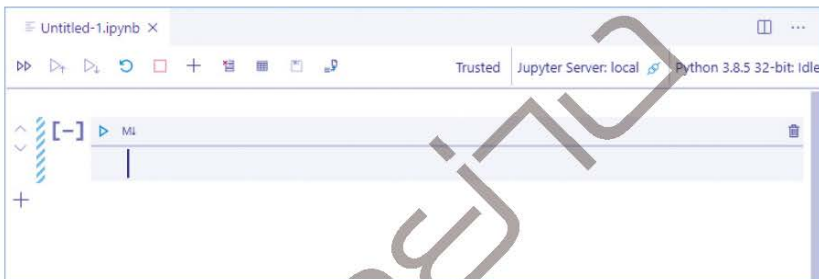 Untitled-1.ipynb
Trusted Jupyter Server: local Python 3.8.5 32-bit: Idle
[-] M↓